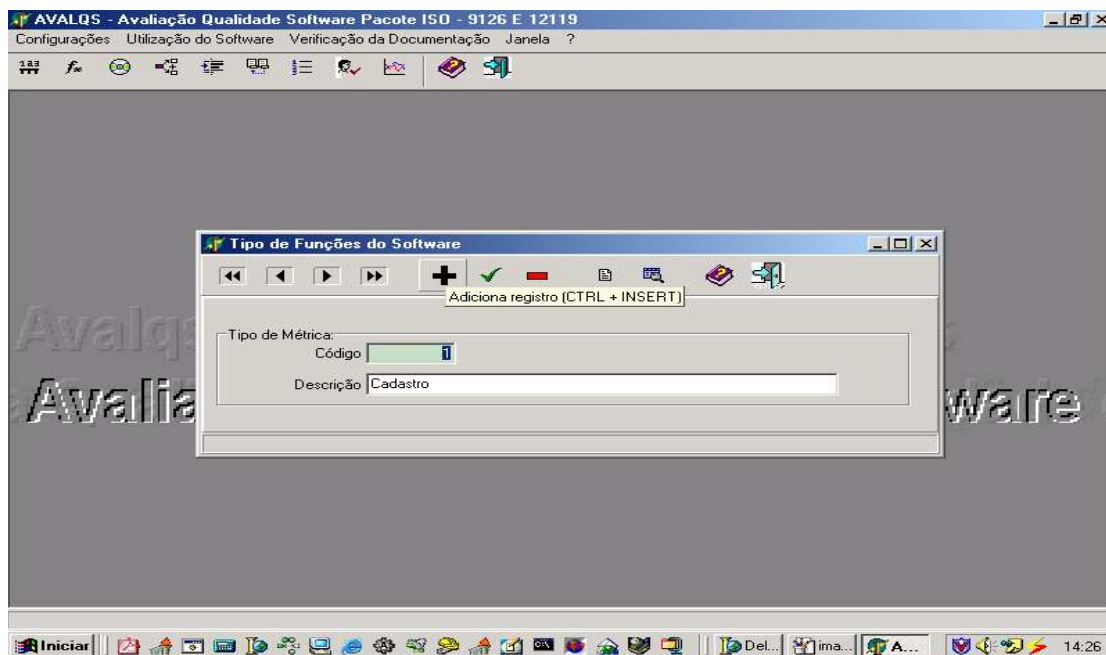 AVALQS - Avaliação Qualidade Software Pacote ISO - 9126 E 12119
Configurações Utilização do Software Verificação da Documentação Janela ?
Tipo de Funções do Software
Adiciona registro (CTRL + INSERT)
Tipo de Métrica:
Código 1
Descrição Cadastro
Avalqs
Avalia ware
Iniciar Del... ima... A... 14:26